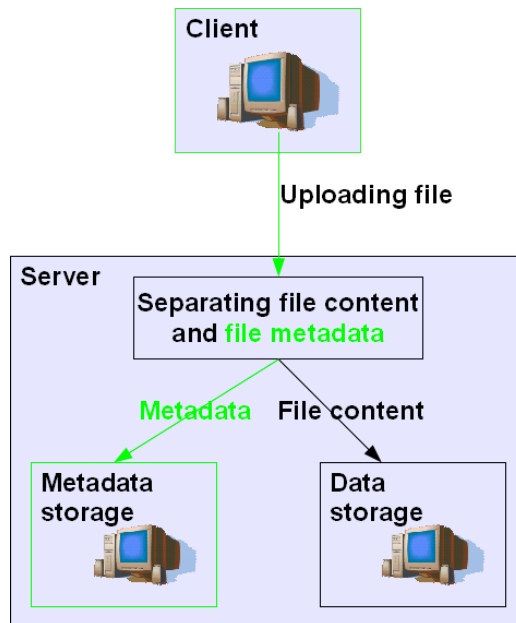 Client
Uploading file
Server
Separating file content
and file metadata
Metadata
File content
Metadata
storage
Data
storage